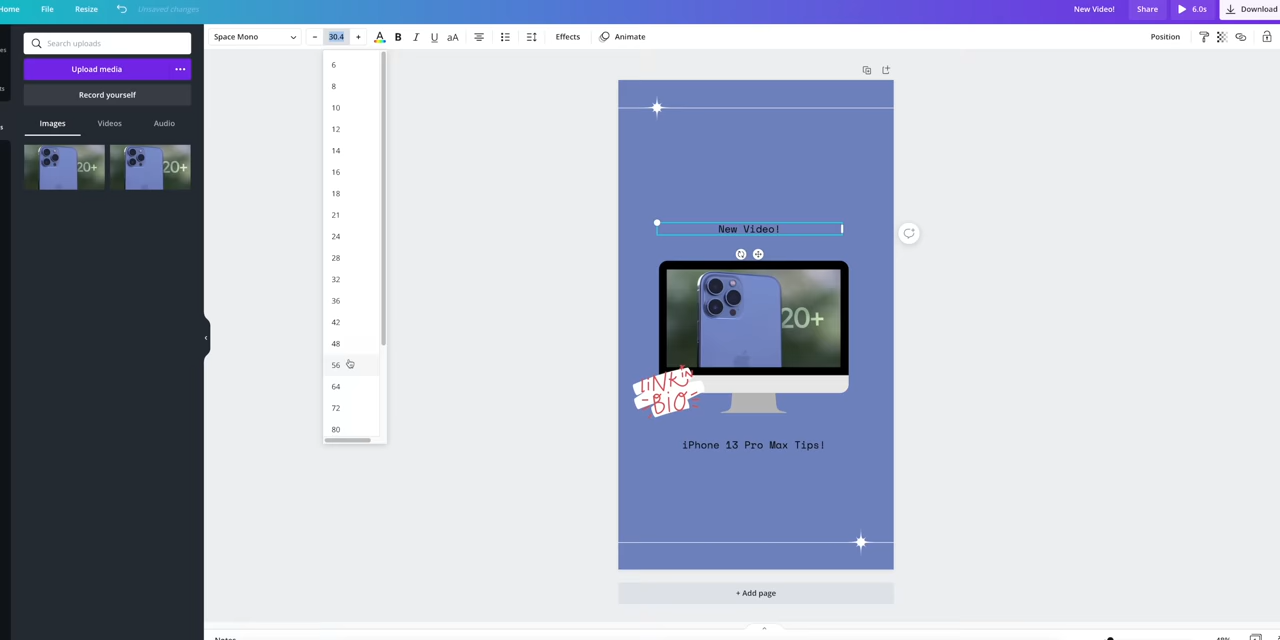 Home File Resize Unsaved changes New Video! Share 6.0s Download
Space Mono 30.4 A B I U aA Effects Animate Position
Search uploads
Upload media
Record yourself
Images Videos Audio
20+ 20+
6
8
10
12
14
16
18
21
24
28
32
36
42
48
56
64
72
80
New Video!
20+
LINK IN
-BIO-
iPhone 13 Pro Max Tips!
+ Add page